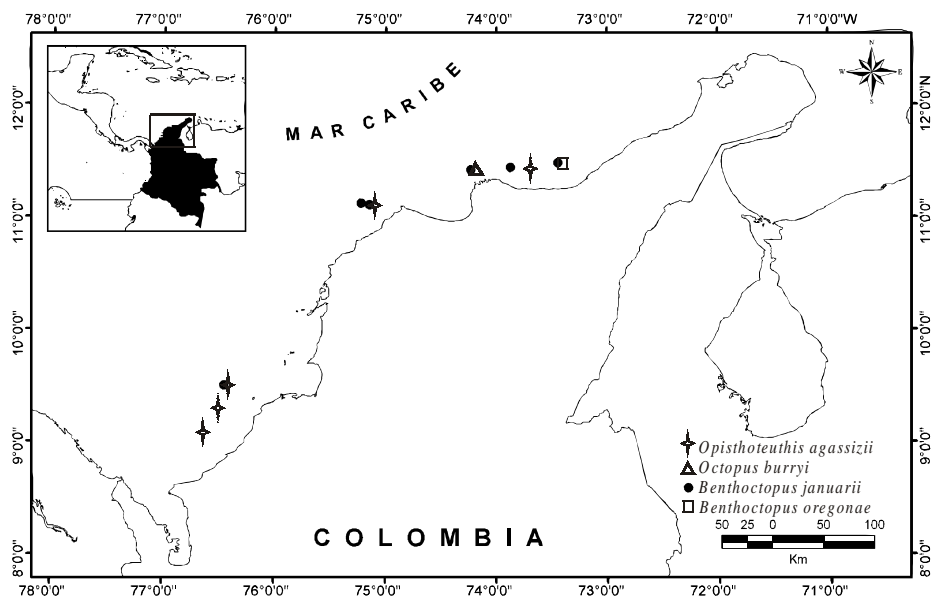 78°0'0" 77°0'0" 76°0'0" 75°0'0" 74°0'0" 73°0'0" 72°0'0" 71°0'0"W
12°0'0" 12°0'0"N
11°0'0" 11°0'0"
10°0'0" 10°0'0"
9°0'0" 9°0'0"
8°0'0" 8°0'0"
N
W E
S
MAR CARIBE
Opisthoteuthis agassizii
Octopus burryi
Benthoctopus januarii
Benthoctopus oregonae
COLOMBIA
50 25 0 50 100
Km
78°0'0" 77°0'0" 76°0'0" 75°0'0" 74°0'0" 73°0'0" 72°0'0" 71°0'0"